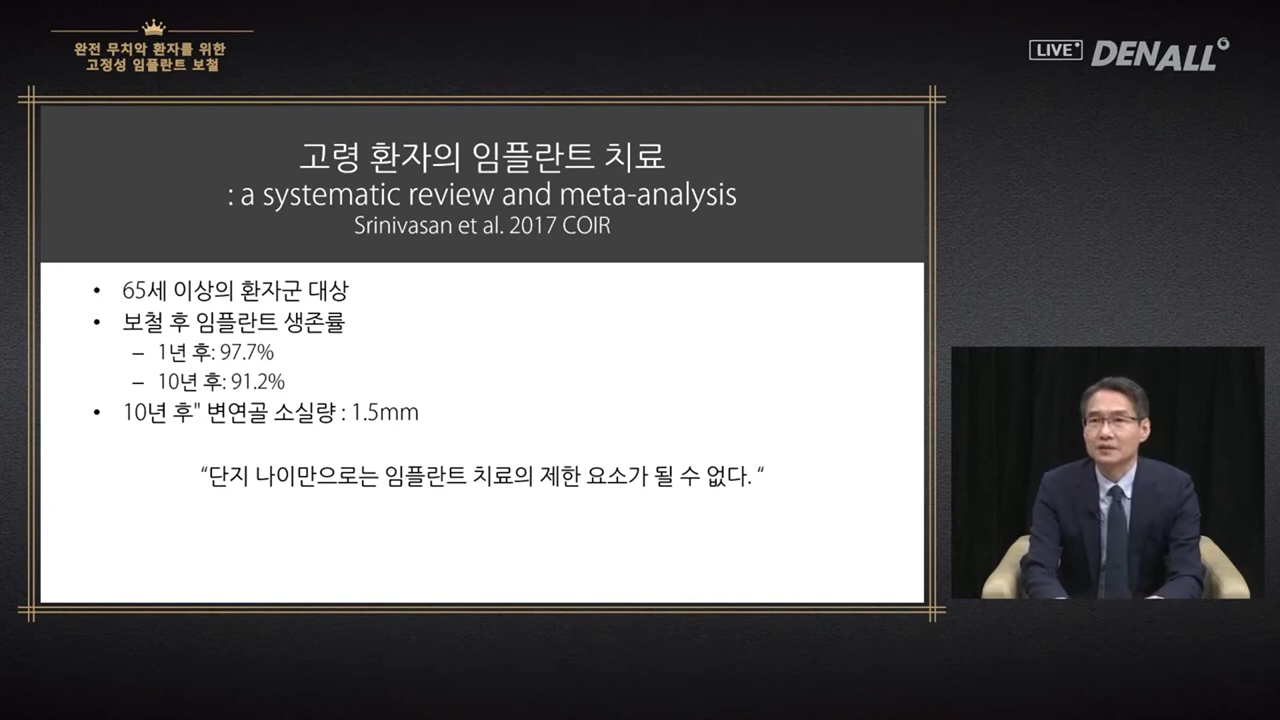 완전 무치악 환자를 위한
고정성 임플란트 보철
LIVE
DENALL
고령 환자의 임플란트 치료
: a systematic review and meta-analysis
Srinivasan et al. 2017 COIR
• 65세 이상의 환자군 대상
• 보철 후 임플란트 생존률
– 1년 후: 97.7%
– 10년 후: 91.2%
• 10년 후" 변연골 소실량 : 1.5mm
“단지 나이만으로는 임플란트 치료의 제한 요소가 될 수 없다. “